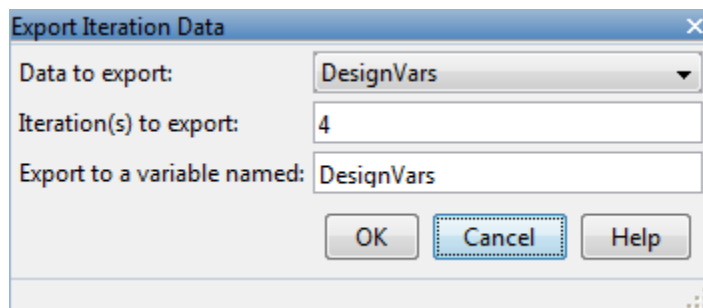 Export Iteration Data
Data to export: DesignVars
Iteration(s) to export: 4
Export to a variable named: DesignVars
OK Cancel Help